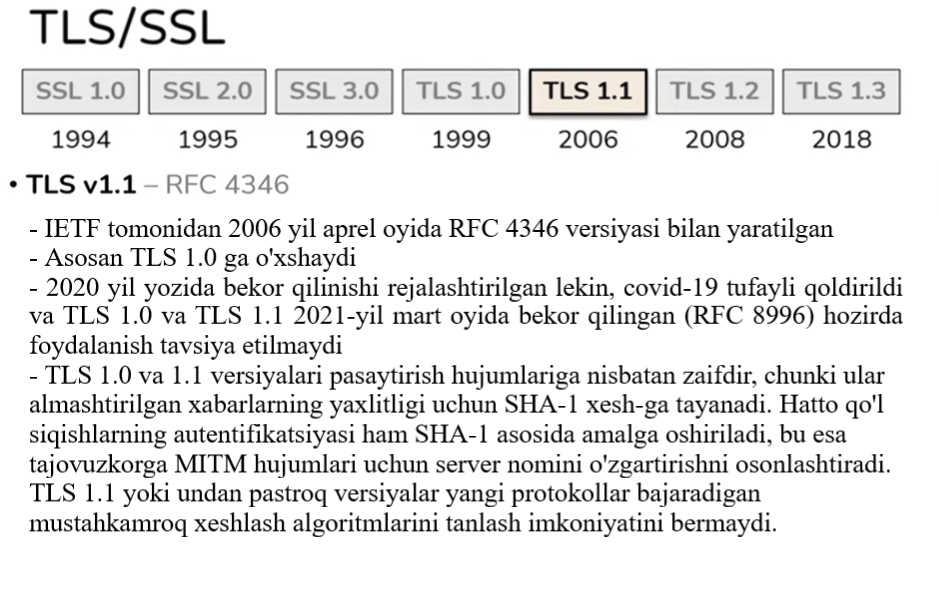 TLS/SSL
SSL 1.0 SSL 2.0 SSL 3.0 TLS 1.0 TLS 1.1 TLS 1.2 TLS 1.3
1994 1995 1996 1999 2006 2008 2018
• TLS v1.1 – RFC 4346
- IETF tomonidan 2006 yil aprel oyida RFC 4346 versiyasi bilan yaratilgan
- Asosan TLS 1.0 ga o'xshaydi
- 2020 yil yozida bekor qilinishi rejalashtirilgan lekin, covid-19 tufayli qoldirildi
va TLS 1.0 va TLS 1.1 2021-yil mart oyida bekor qilingan (RFC 8996) hozirda
foydalanish tavsiya etilmaydi
- TLS 1.0 va 1.1 versiyalari pasaytirish hujumlariga nisbatan zaifdir, chunki ular
almashtirilgan xabarlarning yaxlitligi uchun SHA-1 xesh-ga tayanadi. Hatto qo'l
siqishlarning autentifikatsiyasi ham SHA-1 asosida amalga oshiriladi, bu esa
tajovuzkorga MITM hujumlari uchun server nomini o'zgartirishni osonlashtiradi.
TLS 1.1 yoki undan pastroq versiyalar yangi protokollar bajaradigan
mustahkamroq xeshlash algoritmlarini tanlash imkoniyatini bermaydi.